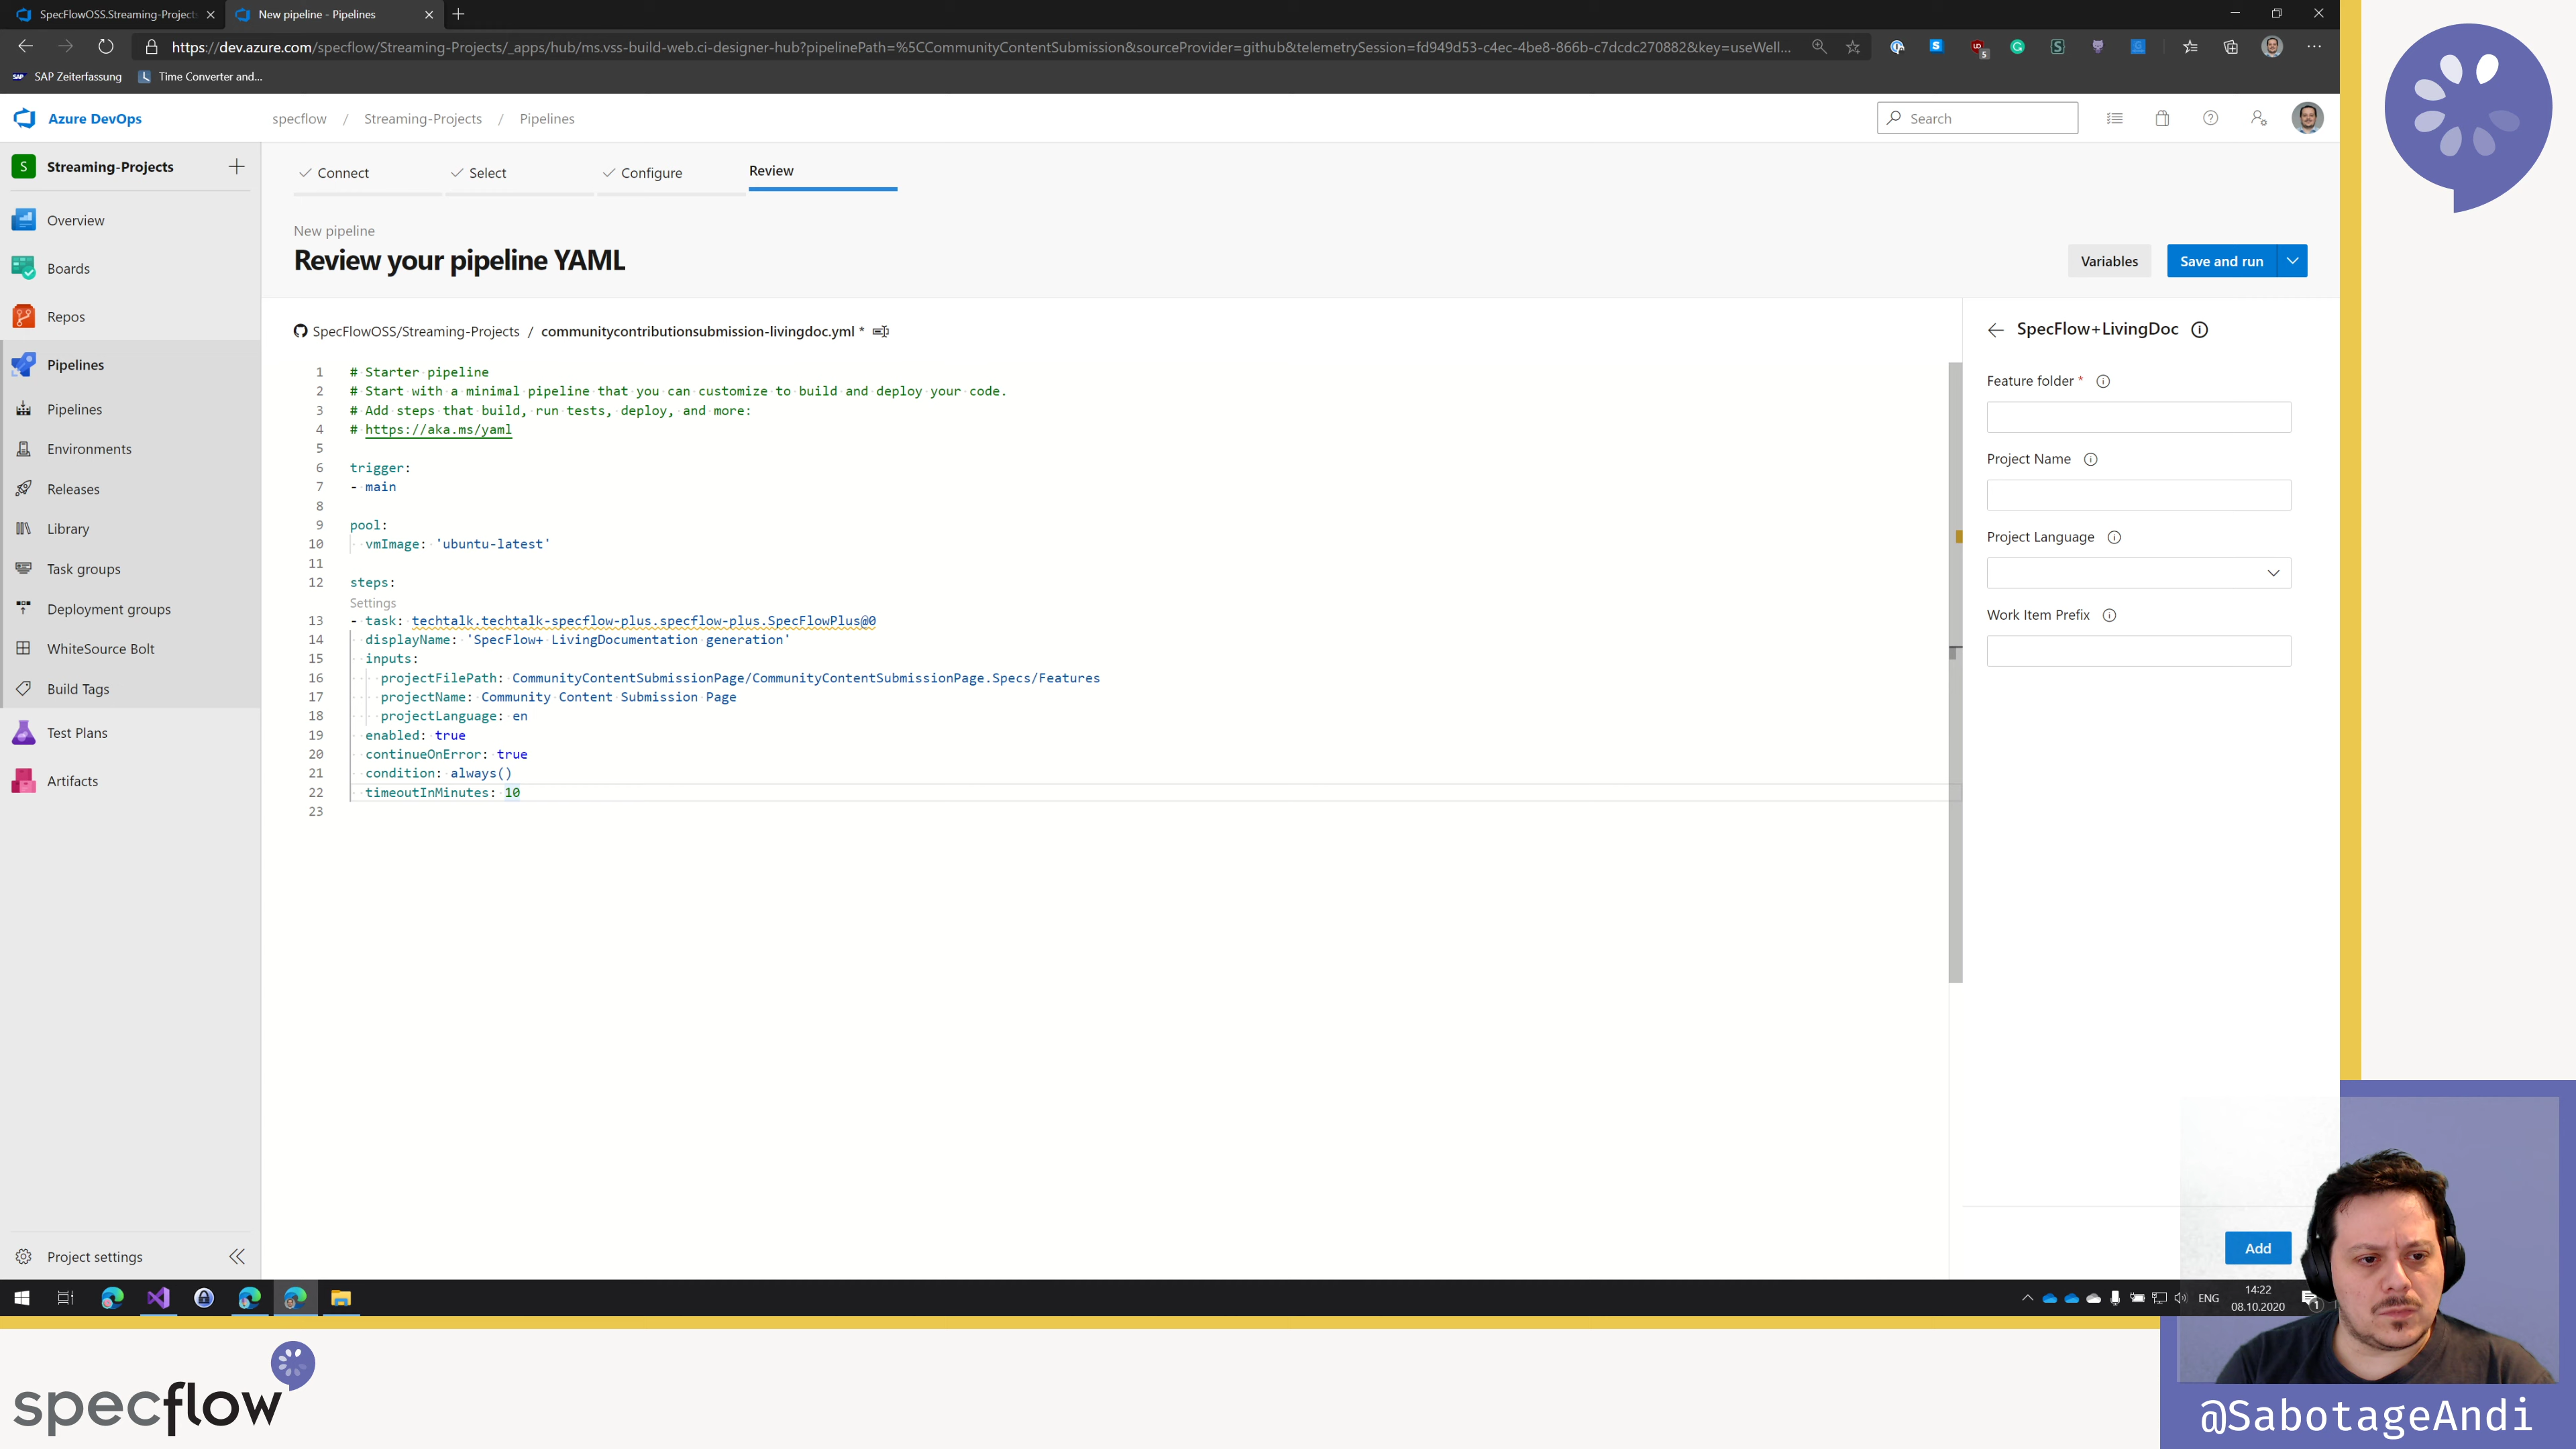 SpecFlowOSS.Streaming-Project
New pipeline - Pipelines
https://dev.azure.com/specflow/Streaming-Projects/_apps/hub/ms.vss-build-web.ci-designer-hub?pipelinePath=%5CCommunityContentSubmission&sourceProvider=github&telemetrySession=fd949d53-c4ec-4be8-866b-c7dcdc270882&key=useWell...
SAP Zeiterfassung
Time Converter and...
Azure DevOps
specflow / Streaming-Projects / Pipelines
Search
S Streaming-Projects
Connect
Select
Configure
Review
Overview
Boards
Repos
Pipelines
Pipelines
Environments
Releases
Library
Task groups
Deployment groups
WhiteSource Bolt
Build Tags
Test Plans
Artifacts
Project settings
New pipeline
Review your pipeline YAML
Variables
Save and run
SpecFlowOSS/Streaming-Projects / communitycontributionsubmission-livingdoc.yml *
1 # Starter pipeline
2 # Start with a minimal pipeline that you can customize to build and deploy your code.
3 # Add steps that build, run tests, deploy, and more:
4 # https://aka.ms/yaml
5
6 trigger:
7 - main
8
9 pool:
10 vmImage: 'ubuntu-latest'
11
12 steps:
Settings
13 - task: techtalk.techtalk-specflow-plus.specflow-plus.SpecFlowPlus@0
14 displayName: 'SpecFlow+ LivingDocumentation generation'
15 inputs:
16 projectFilePath: CommunityContentSubmissionPage/CommunityContentSubmissionPage.Specs/Features
17 projectName: Community Content Submission Page
18 projectLanguage: en
19 enabled: true
20 continueOnError: true
21 condition: always()
22 timeoutInMinutes: 10
23
SpecFlow+LivingDoc
Feature folder *
Project Name
Project Language
Work Item Prefix
Add
ENG
14:22
08.10.2020
1
specflow
@SabotageAndi